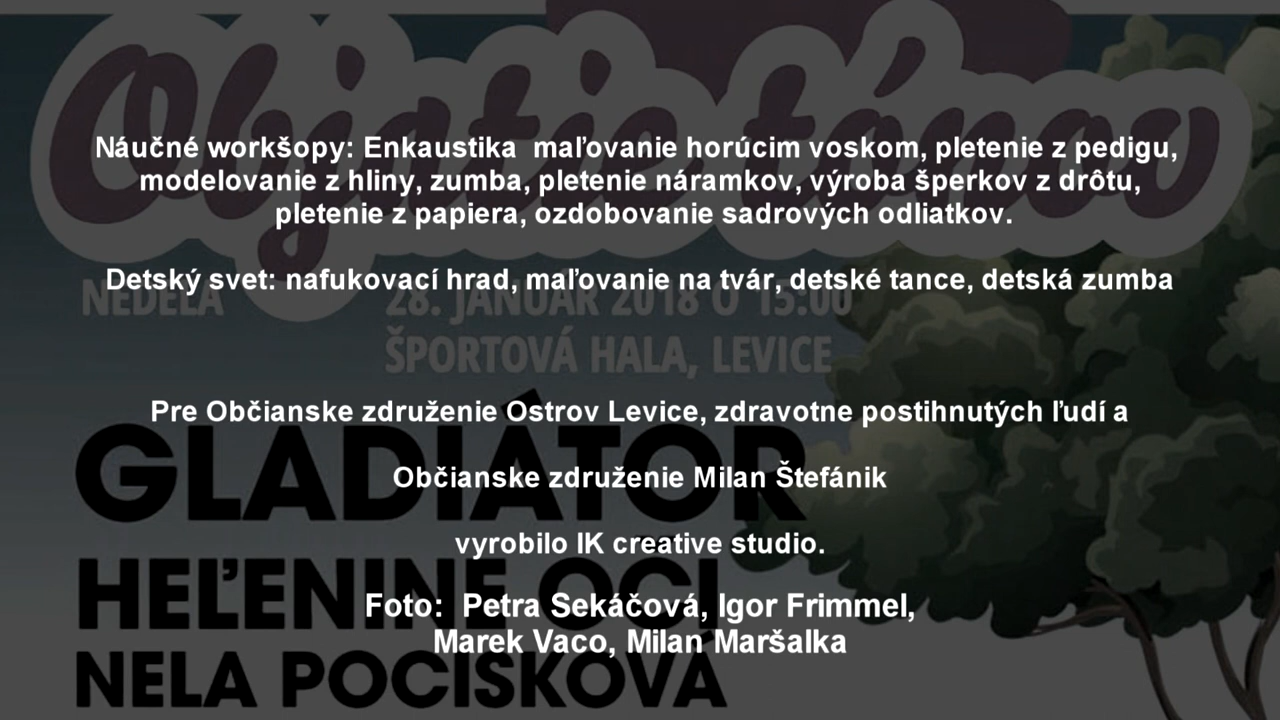 Objatie tónov
Náučné workšopy: Enkaustika  maľovanie horúcim voskom, pletenie z pedigu,
modelovanie z hliny, zumba, pletenie náramkov, výroba šperkov z drôtu,
pletenie z papiera, ozdobovanie sadrových odliatkov.
Detský svet: nafukovací hrad, maľovanie na tvár, detské tance, detská zumba
NEDEĽA 28. JANUÁR 2018 O 15:00
ŠPORTOVÁ HALA, LEVICE
Pre Občianske združenie Ostrov Levice, zdravotne postihnutých ľudí a
GLADIÁTOR
Občianske združenie Milan Štefánik
vyrobilo IK creative studio.
HEĽENINE OČI
Foto:  Petra Sekáčová, Igor Frimmel,
Marek Vaco, Milan Maršalka
NELA POCISKOVÁ